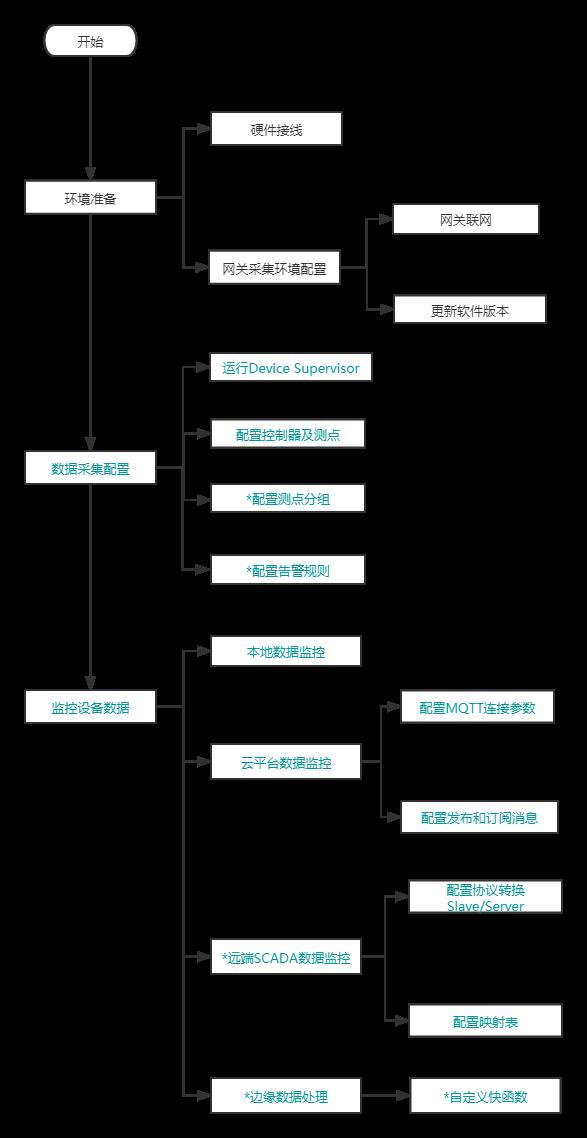 开始
硬件接线
环境准备
网关联网
网关采集环境配置
更新软件版本
运行Device Supervisor
配置控制器及测点
数据采集配置
*配置测点分组
*配置告警规则
本地数据监控
监控设备数据
配置MQTT连接参数
云平台数据监控
配置发布和订阅消息
配置协议转换
Slave/Server
*远端SCADA数据监控
配置映射表
*边缘数据处理
*自定义快函数